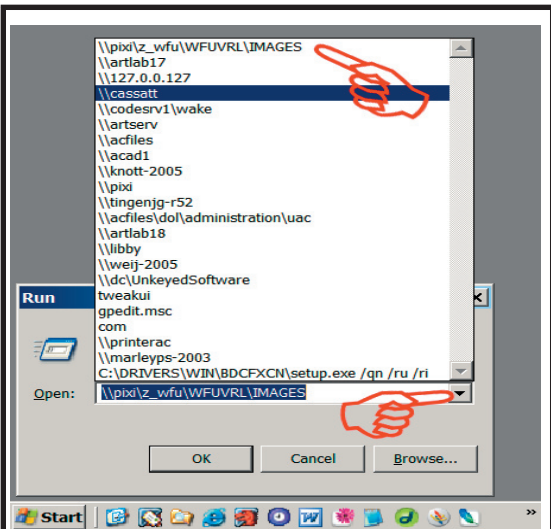 \\pixi\z_wfu\WFUVRL\IMAGES
\\artlab17
\\127.0.0.127
\\cassatt
\\codesrv1\wake
\\artserv
\\acfiles
\\acad1
\\knott-2005
\\pixi
\\tingenjg-r52
\\acfiles\dol\administration\uac
\\artlab18
\\libby
\\weij-2005
\\dc\UnkeyedSoftware
tweakui
gpedit.msc
com
\\printerac
\\marleyps-2003
C:\DRIVERS\WIN\BDCFXCN\setup.exe /qn /ru /ri
Run
Open: \\pixi\z_wfu\WFUVRL\IMAGES
OK Cancel Browse...
Start »